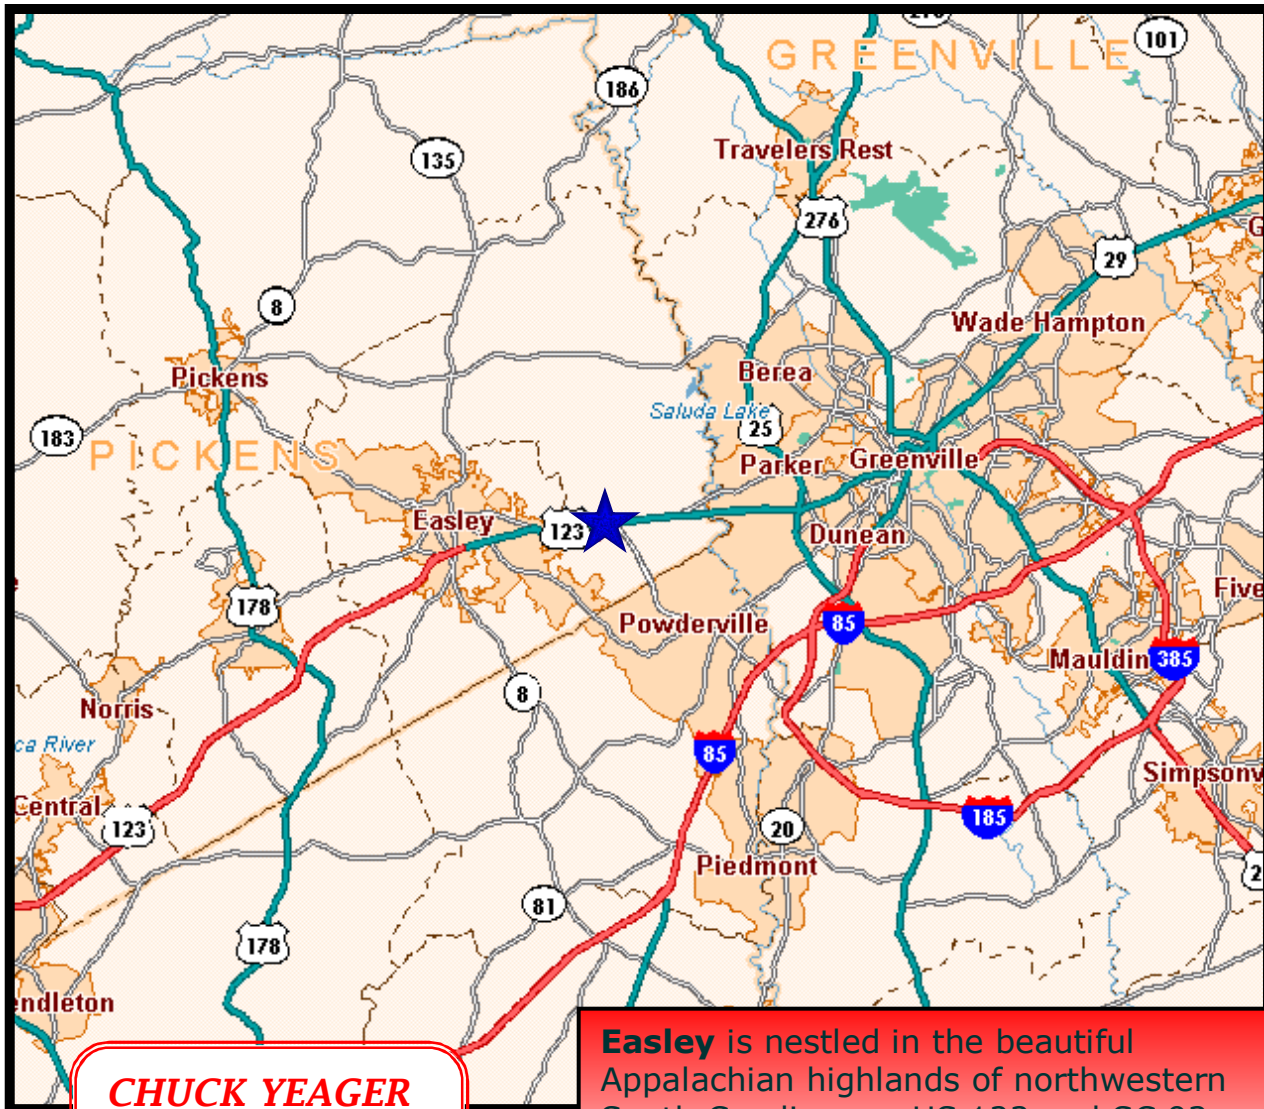 GREENVILLE
101
186
135
Travelers Rest
276
29
8
Wade Hampton
Pickens
Berea
Saluda Lake
183
25
PICKENS
Parker
Greenville
Easley
123
Dunean
178
Five
85
Powderville
Mauldin
385
8
Norris
ca River
85
Simpsonv
Central
123
185
20
Piedmont
81
178
endleton
CHUCK YEAGER
Easley is nestled in the beautiful
Appalachian highlands of northwestern